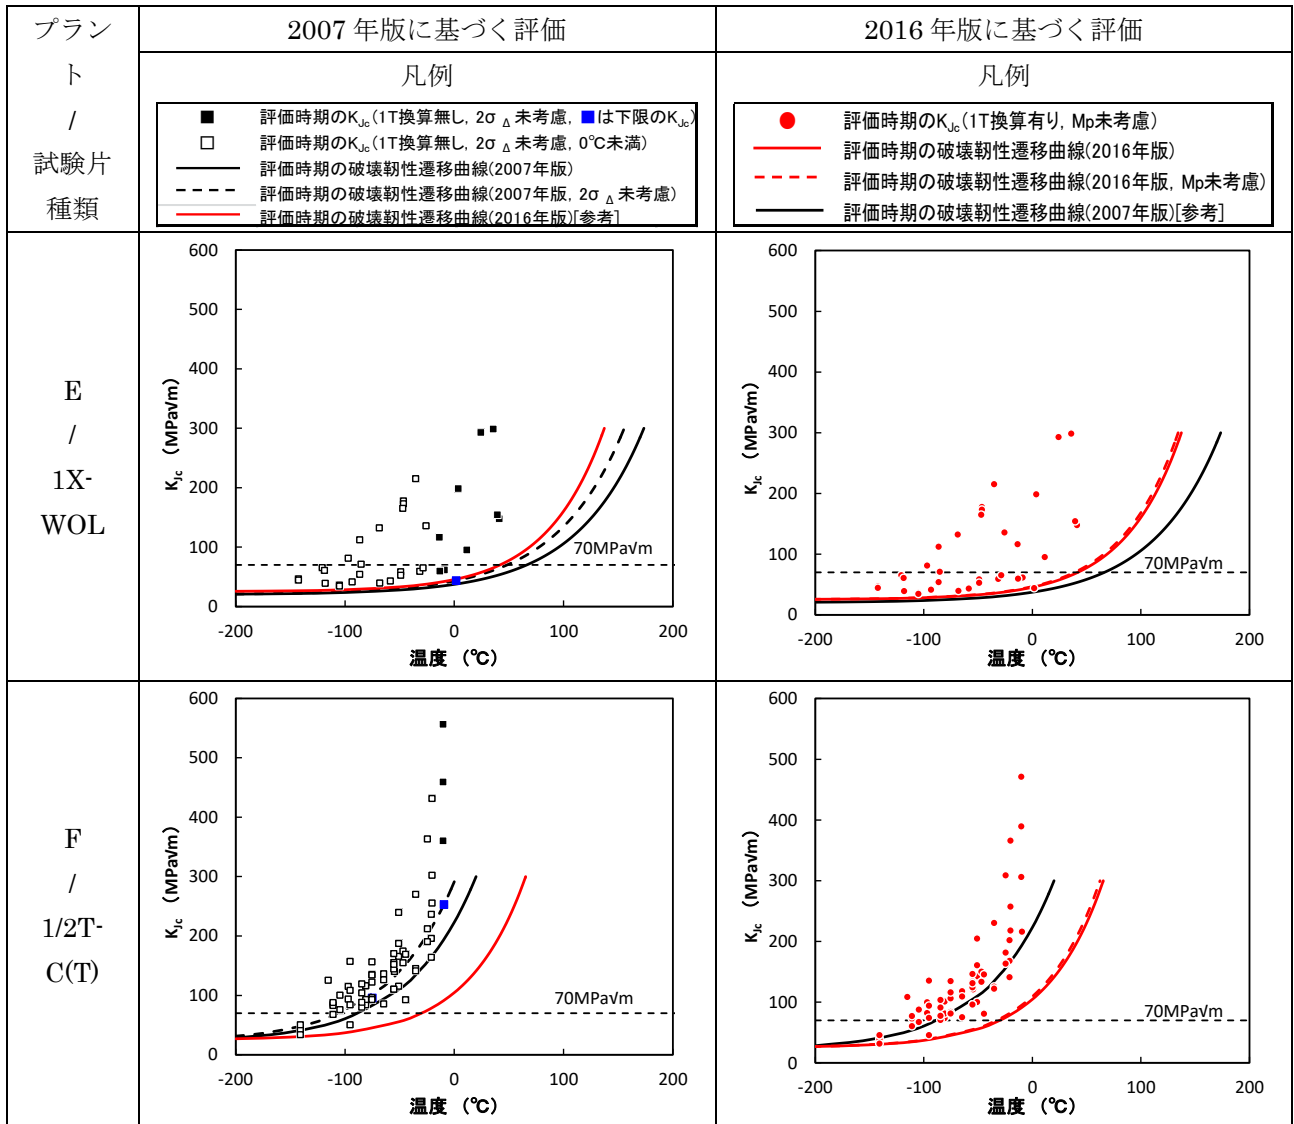 プラン
ト
/
試験片
種類
2007 年版に基づく評価
2016 年版に基づく評価
凡例
評価時期のKJc(1T換算無し, 2σΔ未考慮, ■は下限のKJc)
評価時期のKJc(1T換算無し, 2σΔ未考慮, 0℃未満)
評価時期の破壊靭性遷移曲線(2007年版)
評価時期の破壊靭性遷移曲線(2007年版, 2σΔ未考慮)
評価時期の破壊靭性遷移曲線(2016年版)[参考]
凡例
評価時期のKJc(1T換算有り, Mp未考慮)
評価時期の破壊靭性遷移曲線(2016年版)
評価時期の破壊靭性遷移曲線(2016年版, Mp未考慮)
評価時期の破壊靭性遷移曲線(2007年版)[参考]
E
/
1X-
WOL
KJc (MPa√m)
600
500
400
300
200
100
0
70MPa√m
-200 -100 0 100 200
温度 (℃)
KJc (MPa√m)
600
500
400
300
200
100
0
70MPa√m
-200 -100 0 100 200
温度 (℃)
F
/
1/2T-
C(T)
KJc (MPa√m)
600
500
400
300
200
100
0
70MPa√m
-200 -100 0 100 200
温度 (℃)
KJc (MPa√m)
600
500
400
300
200
100
0
70MPa√m
-200 -100 0 100 200
温度 (℃)